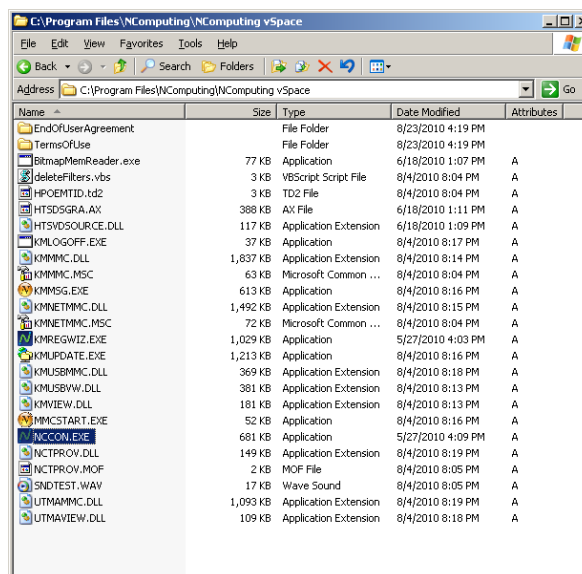 C:\Program Files\NComputing\NComputing vSpace
File Edit View Favorites Tools Help
Back Search Folders
Address C:\Program Files\NComputing\NComputing vSpace Go
Name Size Type Date Modified Attributes
EndOfUserAgreement File Folder 8/23/2010 4:19 PM
TermsOfUse File Folder 8/23/2010 4:19 PM
BitmapMemReader.exe 77 KB Application 6/18/2010 1:07 PM A
deleteFilters.vbs 3 KB VBScript Script File 8/4/2010 8:04 PM A
HPOEMTID.td2 3 KB TD2 File 8/4/2010 8:04 PM A
HTSDSGRA.AX 388 KB AX File 6/18/2010 1:11 PM A
HTSVDSOURCE.DLL 117 KB Application Extension 6/18/2010 1:09 PM A
KMLOGOFF.EXE 37 KB Application 8/4/2010 8:17 PM A
KMMMC.DLL 1,837 KB Application Extension 8/4/2010 8:14 PM A
KMMMC.MSC 63 KB Microsoft Common ... 8/4/2010 8:04 PM A
KMMSG.EXE 613 KB Application 8/4/2010 8:16 PM A
KMNETMMC.DLL 1,492 KB Application Extension 8/4/2010 8:15 PM A
KMNETMMC.MSC 72 KB Microsoft Common ... 8/4/2010 8:04 PM A
KMREGWIZ.EXE 1,029 KB Application 5/27/2010 4:03 PM A
KMUPDATE.EXE 1,213 KB Application 8/4/2010 8:16 PM A
KMUSBMMC.DLL 369 KB Application Extension 8/4/2010 8:18 PM A
KMUSBVW.DLL 381 KB Application Extension 8/4/2010 8:13 PM A
KMVIEW.DLL 181 KB Application Extension 8/4/2010 8:13 PM A
MMCSTART.EXE 52 KB Application 8/4/2010 8:16 PM A
NCCON.EXE 681 KB Application 5/27/2010 4:09 PM A
NCTPROV.DLL 149 KB Application Extension 8/4/2010 8:19 PM A
NCTPROV.MOF 2 KB MOF File 8/4/2010 8:05 PM A
SNDTEST.WAV 17 KB Wave Sound 8/4/2010 8:05 PM A
UTMAMMC.DLL 1,093 KB Application Extension 8/4/2010 8:19 PM A
UTMAVIEW.DLL 109 KB Application Extension 8/4/2010 8:18 PM A